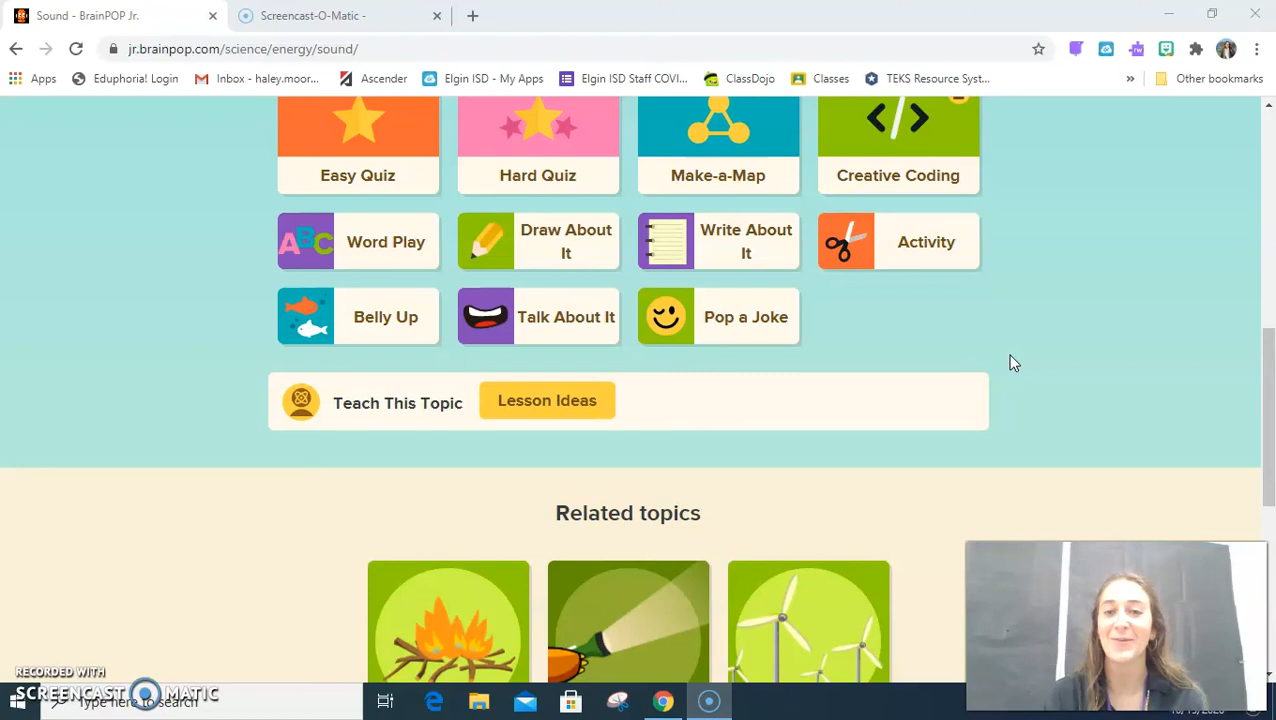 Sound - BrainPOP Jr.
Screencast-O-Matic -
jr.brainpop.com/science/energy/sound/
Apps
Eduphoria! Login
Inbox - haley.moor...
Ascender
Elgin ISD - My Apps
Elgin ISD Staff COVI...
ClassDojo
Classes
TEKS Resource Syst...
»
Other bookmarks
Easy Quiz
Hard Quiz
Make-a-Map
Creative Coding
ABC
Word Play
Draw About
It
Write About
It
Activity
Belly Up
Talk About It
Pop a Joke
Teach This Topic
Lesson Ideas
Related topics
RECORDED WITH
SCREENCAST MATIC
Type here to search